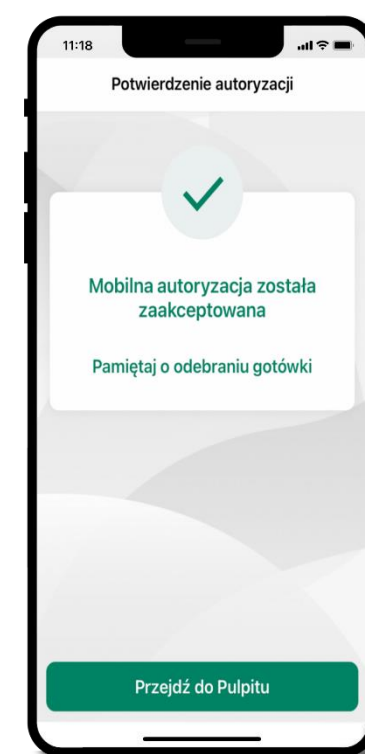 11:18
Potwierdzenie autoryzacji
Mobilna autoryzacja została
zaakceptowana
Pamiętaj o odebraniu gotówki
Przejdź do Pulpitu